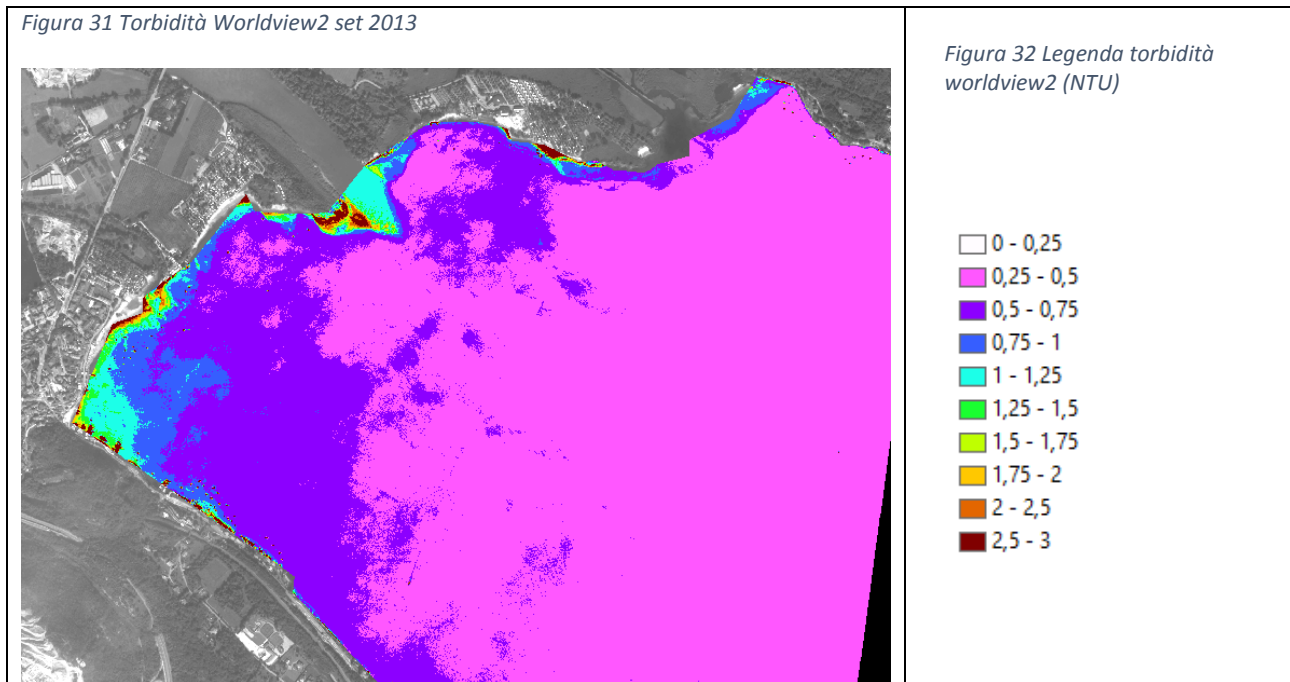 Figura 31 Torbidità Worldview2 set 2013
Figura 32 Legenda torbidità
worldview2 (NTU)
0 - 0,25
0,25 - 0,5
0,5 - 0,75
0,75 - 1
1 - 1,25
1,25 - 1,5
1,5 - 1,75
1,75 - 2
2 - 2,5
2,5 - 3